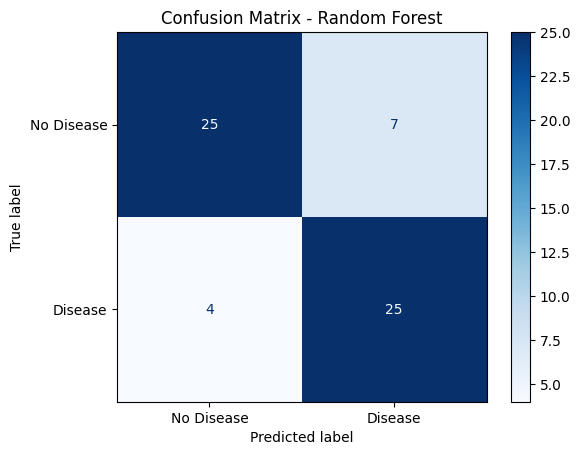 Confusion Matrix - Random Forest
True label
No Disease
Disease
25
7
4
25
No Disease
Disease
Predicted label
25.0
22.5
20.0
17.5
15.0
12.5
10.0
7.5
5.0